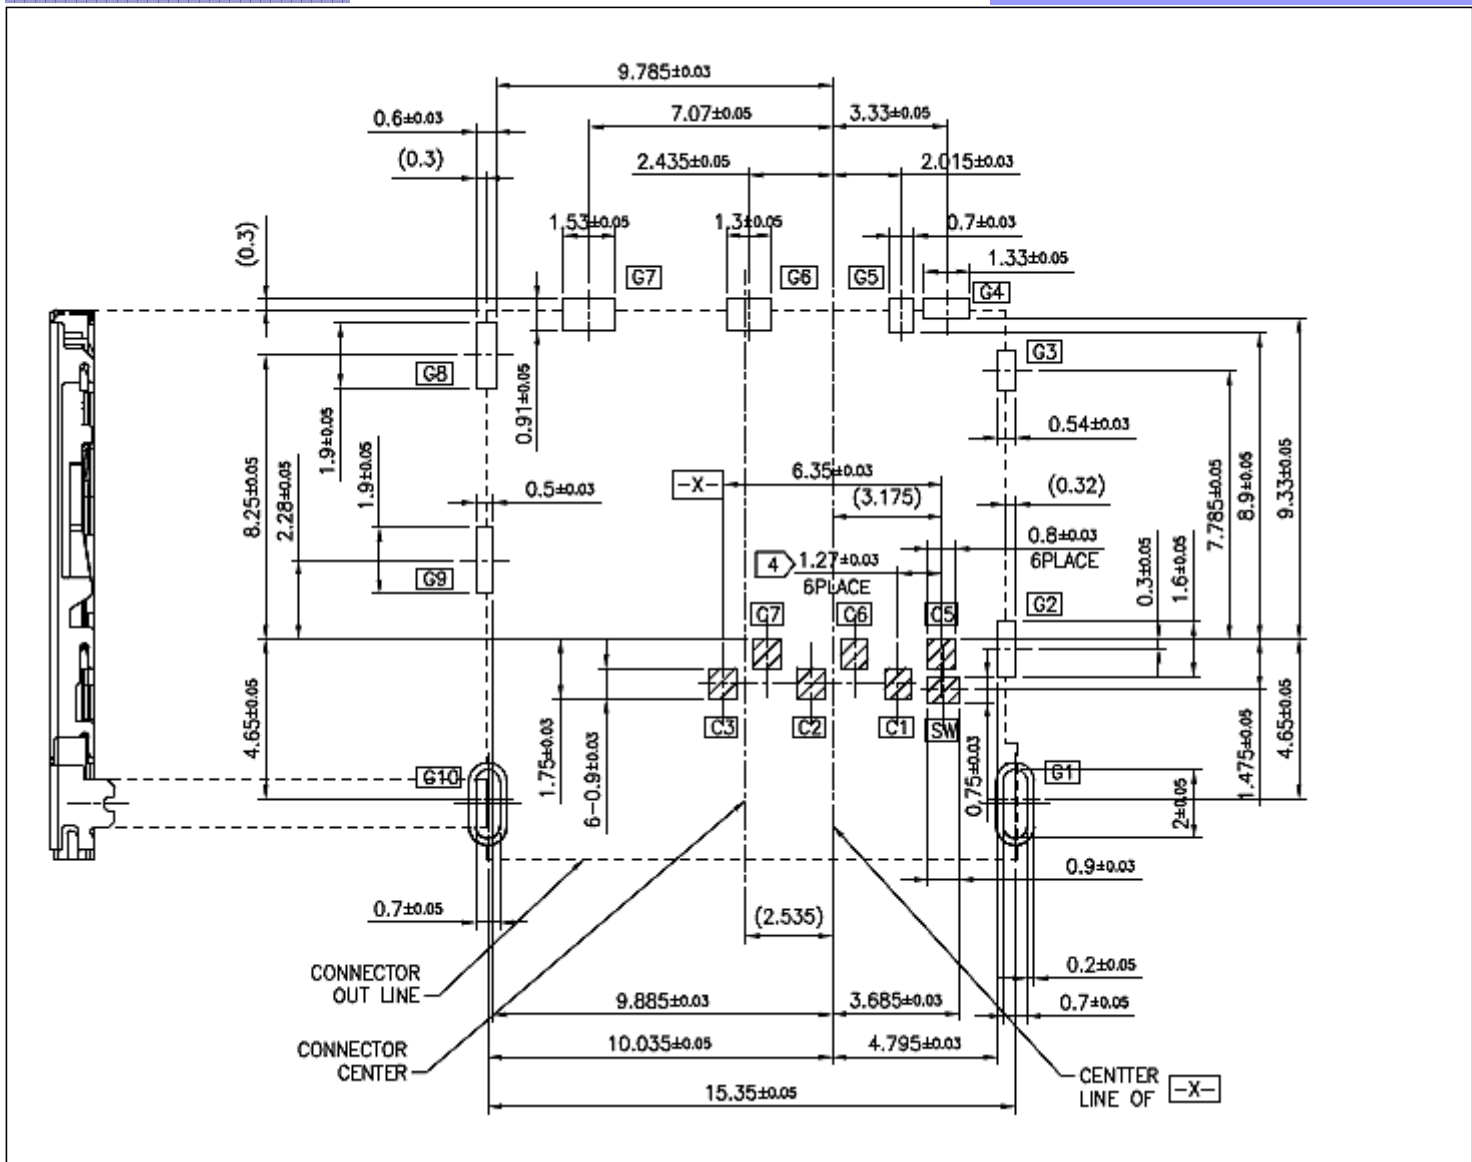 9.785±0.03
0.6±0.03
7.07±0.05
3.33±0.05
(0.3)
2.435±0.05
2.015±0.03
(0.3)
1.53±0.05
1.3±0.05
0.7±0.03
1.33±0.05
G7
G6
G5
G4
G3
G8
1.9±0.05
0.91±0.05
0.54±0.03
8.25±0.05
2.28±0.05
1.9±0.05
0.5±0.03
-X-
6.35±0.03
(3.175)
(0.32)
7.785±0.05
8.9±0.05
9.33±0.05
4
1.27±0.03
6PLACE
0.8±0.03
6PLACE
0.3±0.05
1.6±0.05
G9
G2
C7
C6
C5
C3
C2
C1
SW
4.65±0.05
1.75±0.03
6-0.9±0.03
0.75±0.03
1.475±0.05
4.65±0.05
G10
G1
2±0.05
0.9±0.03
0.7±0.05
(2.535)
CONNECTOR
OUT LINE
0.2±0.05
9.885±0.03
3.685±0.03
0.7±0.05
CONNECTOR
CENTER
10.035±0.05
4.795±0.03
CENTTER
LINE OF -X-
15.35±0.05